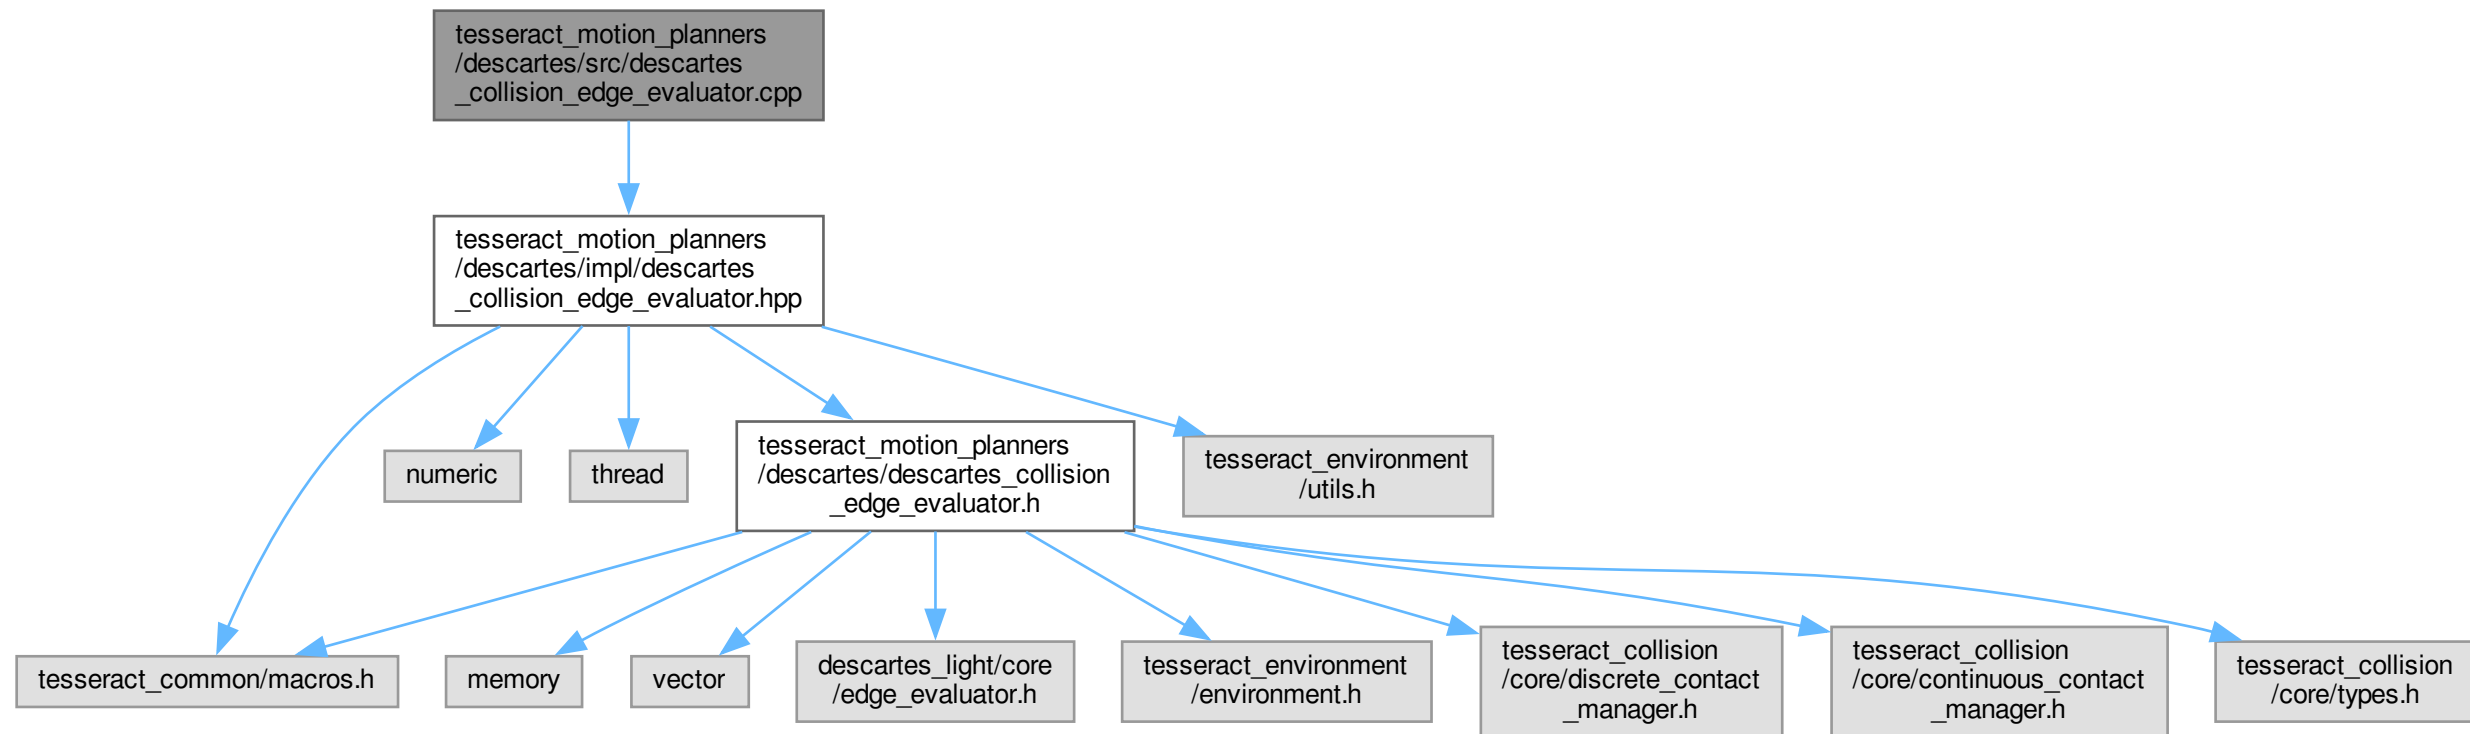 tesseract_motion_planners
/descartes/src/descartes
_collision_edge_evaluator.cpp
tesseract_motion_planners
/descartes/impl/descartes
_collision_edge_evaluator.hpp
numeric
thread
tesseract_motion_planners
/descartes/descartes_collision
_edge_evaluator.h
tesseract_environment
/utils.h
tesseract_common/macros.h
memory
vector
descartes_light/core
/edge_evaluator.h
tesseract_environment
/environment.h
tesseract_collision
/core/discrete_contact
_manager.h
tesseract_collision
/core/continuous_contact
_manager.h
tesseract_collision
/core/types.h